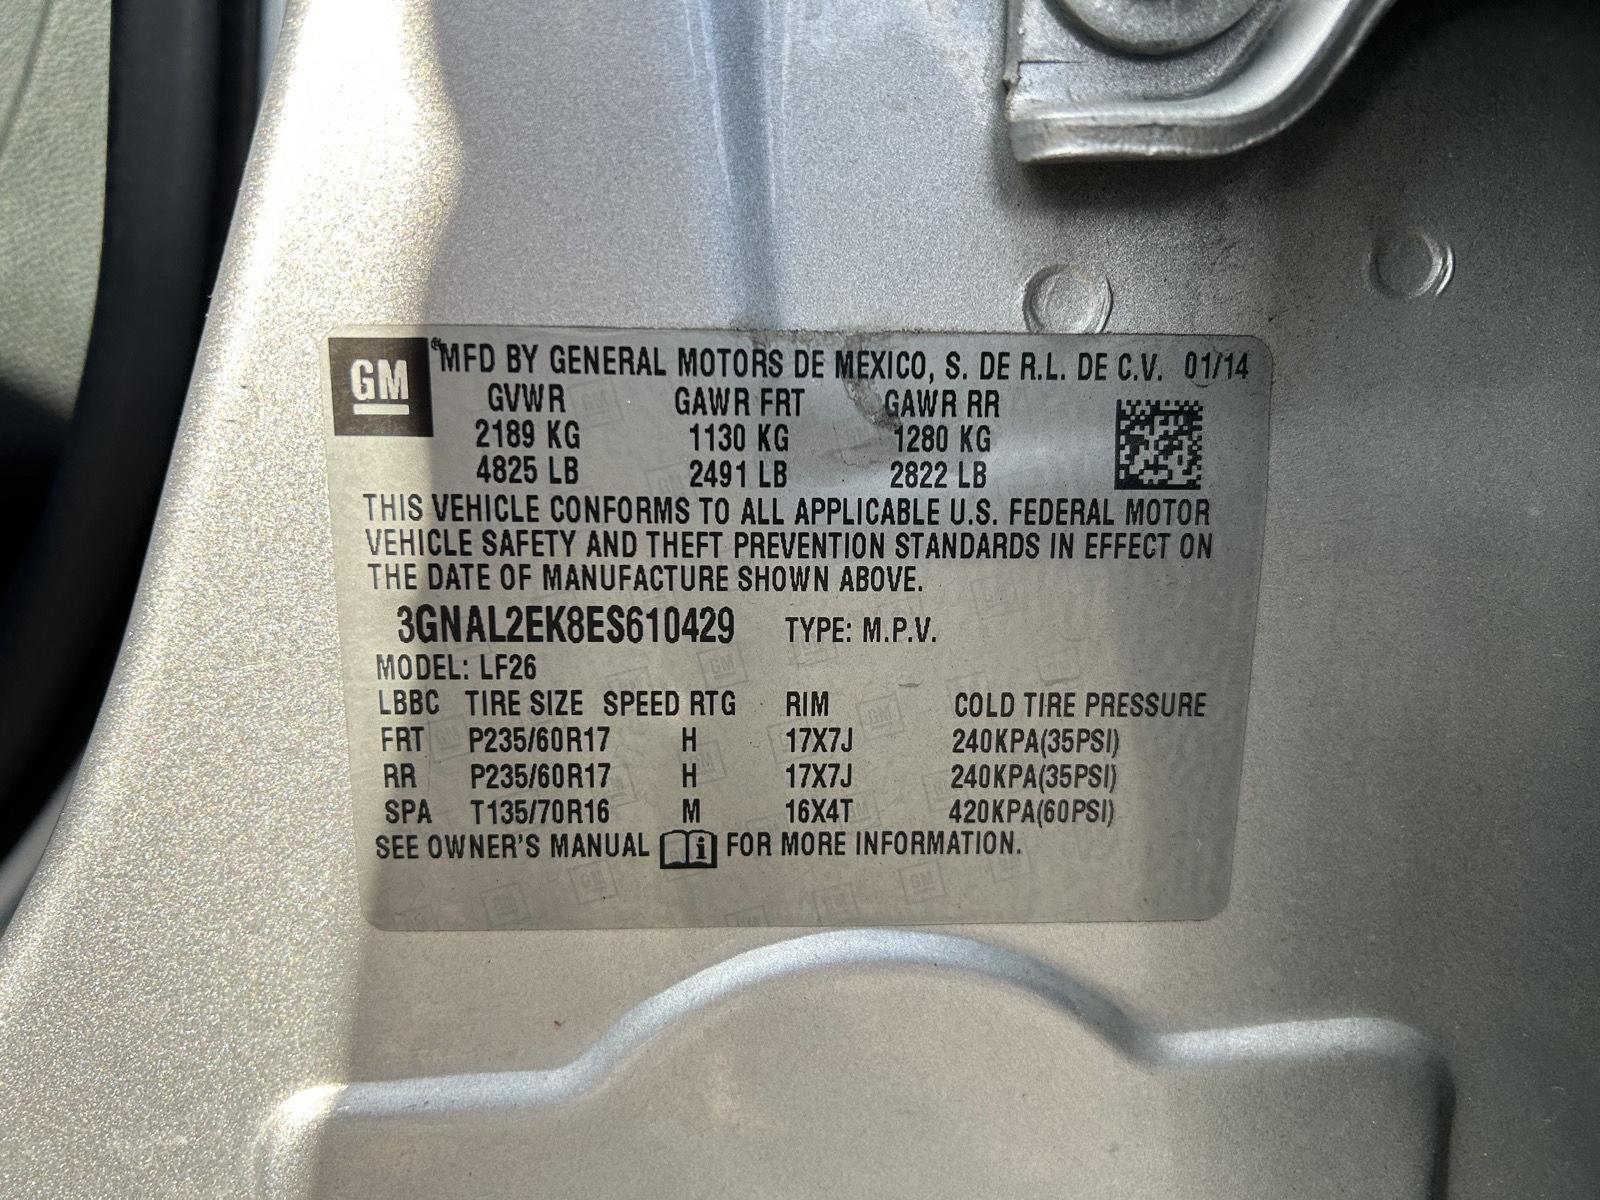 GM
MFD BY GENERAL MOTORS DE MEXICO, S. DE R.L. DE C.V. 01/14
GVWR GAWR FRT GAWR RR
2189 KG 1130 KG 1280 KG
4825 LB 2491 LB 2822 LB
THIS VEHICLE CONFORMS TO ALL APPLICABLE U.S. FEDERAL MOTOR
VEHICLE SAFETY AND THEFT PREVENTION STANDARDS IN EFFECT ON
THE DATE OF MANUFACTURE SHOWN ABOVE.
3GNAL2EK8ES610429 TYPE: M.P.V.
MODEL: LF26
LBBC TIRE SIZE SPEED RTG RIM COLD TIRE PRESSURE
FRT P235/60R17 H 17X7J 240KPA(35PSI)
RR P235/60R17 H 17X7J 240KPA(35PSI)
SPA T135/70R16 M 16X4T 420KPA(60PSI)
SEE OWNER'S MANUAL FOR MORE INFORMATION.